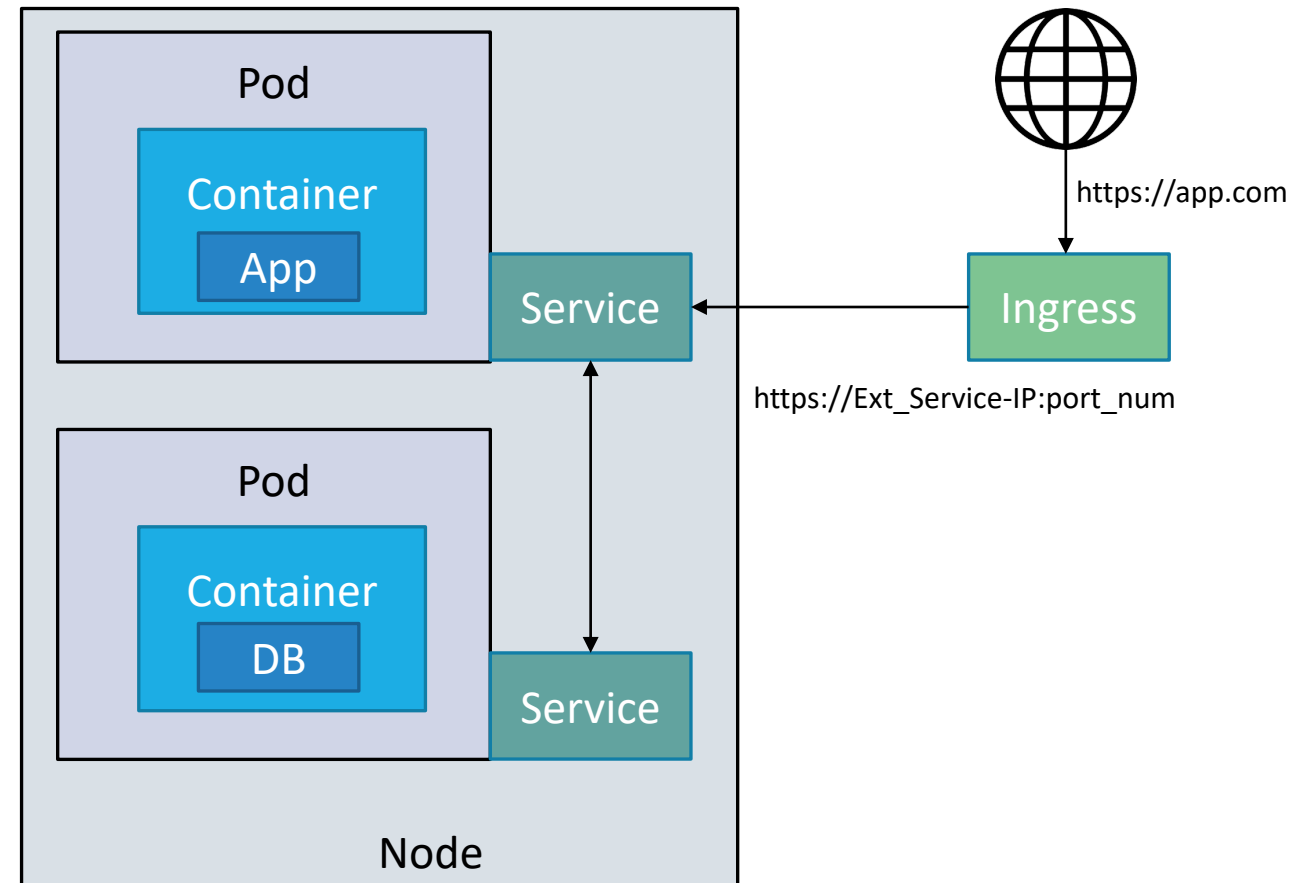 Pod
Container
App
Service
https://app.com
Ingress
https://Ext_Service-IP:port_num
Pod
Container
DB
Service
Node